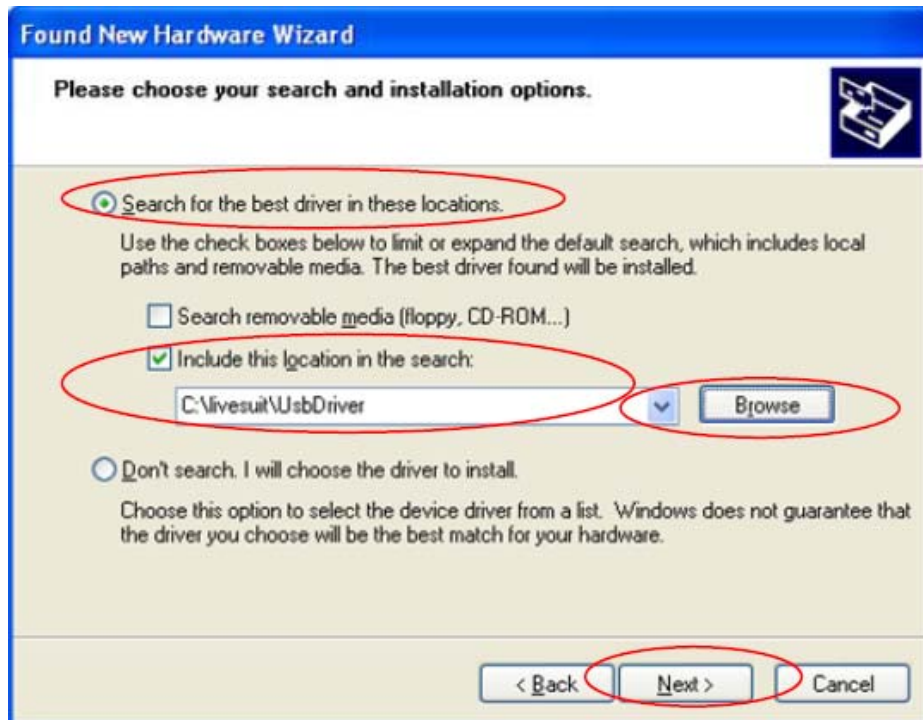 Found New Hardware Wizard
Please choose your search and installation options.
Search for the best driver in these locations.
Use the check boxes below to limit or expand the default search, which includes local
paths and removable media. The best driver found will be installed.
Search removable media (floppy, CD-ROM...)
Include this location in the search:
C:\livesuit\UsbDriver
Browse
Don't search. I will choose the driver to install.
Choose this option to select the device driver from a list. Windows does not guarantee that
the driver you choose will be the best match for your hardware.
< Back
Next >
Cancel